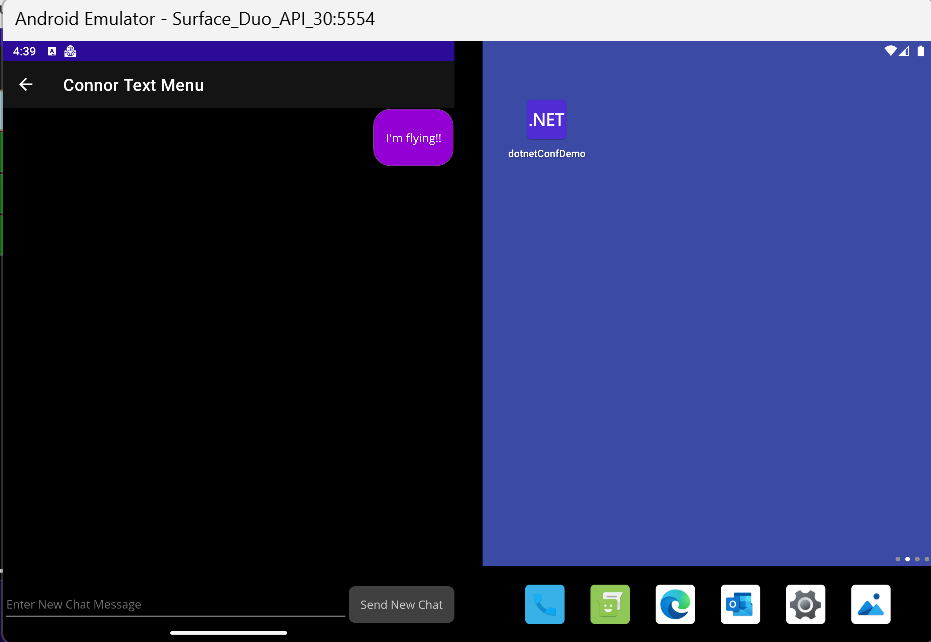 Android Emulator - Surface_Duo_API_30:5554
4:39
A
Connor Text Menu
I'm flying!!
.NET
dotnetConfDemo
Enter New Chat Message
Send New Chat